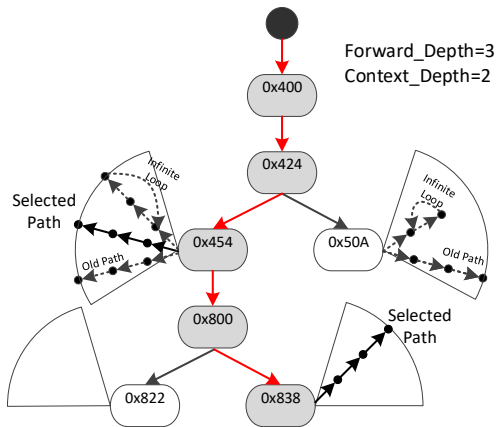 Forward_Depth=3
Context_Depth=2
0x400
0x424
Infinite
Loop
Selected
Path
Old Path
0x454
0x50A
Infinite
Loop
Old Path
0x800
Selected
Path
0x822
0x838